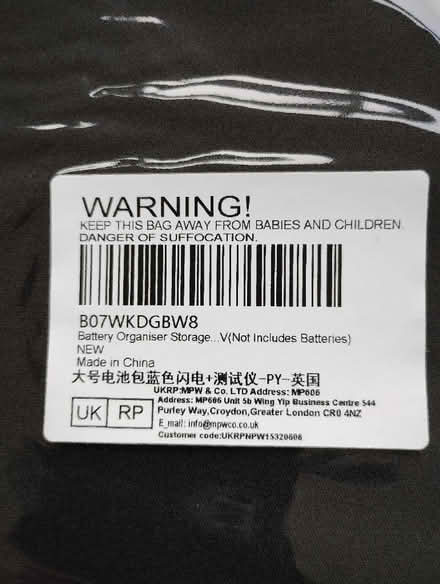 WARNING!
KEEP THIS BAG AWAY FROM BABIES AND CHILDREN.
DANGER OF SUFFOCATION.
B07WKDGBW8
Battery Organiser Storage...V(Not Includes Batteries)
NEW
Made in China
大号电池包蓝色闪电+测试仪-PY-英国
UKRP:MPW & Co. LTD Address: MP606
Address: MP606 Unit 5b Wing Yip Business Centre 544
Purley Way,Croydon,Greater London CR0 4NZ
UK RP
E_mail: info@mpwco.co.uk
Customer code:UKRPNPW15320606